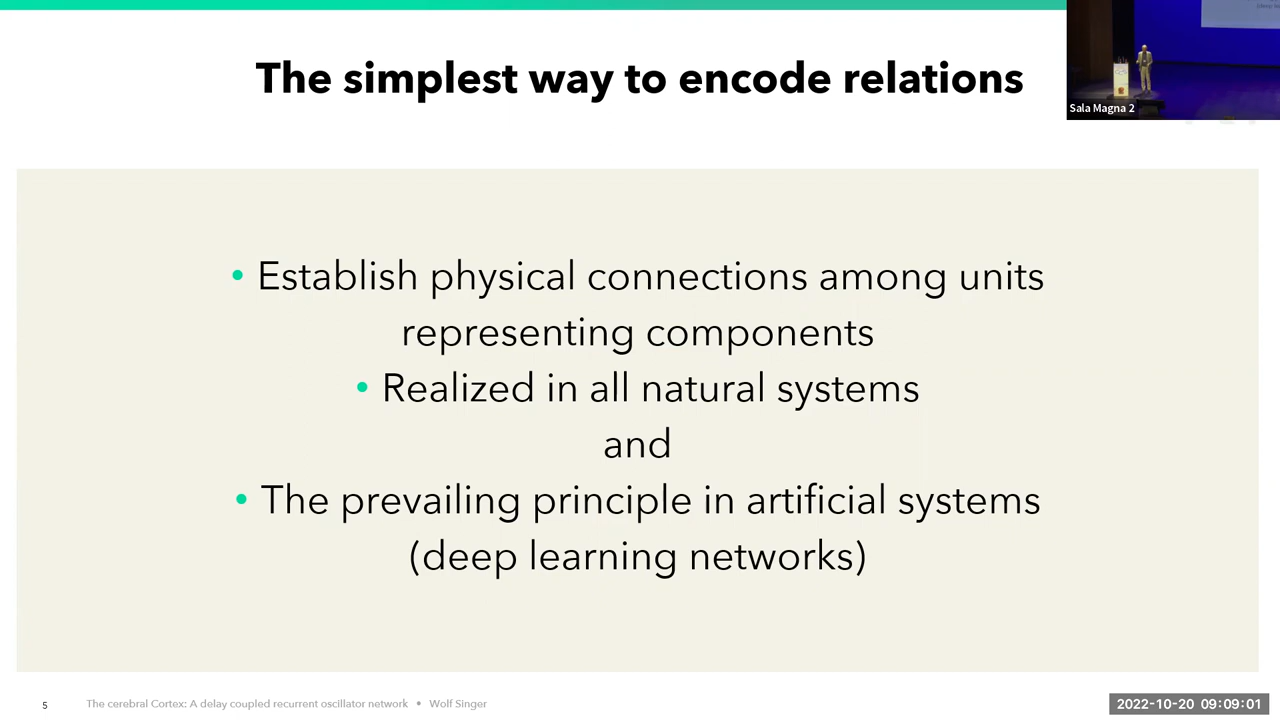 The simplest way to encode relations
Sala Magna 2
• Establish physical connections among units
representing components
• Realized in all natural systems
and
• The prevailing principle in artificial systems
(deep learning networks)
5
The cerebral Cortex: A delay coupled recurrent oscillator network • Wolf Singer
2022-10-20 09:09:01